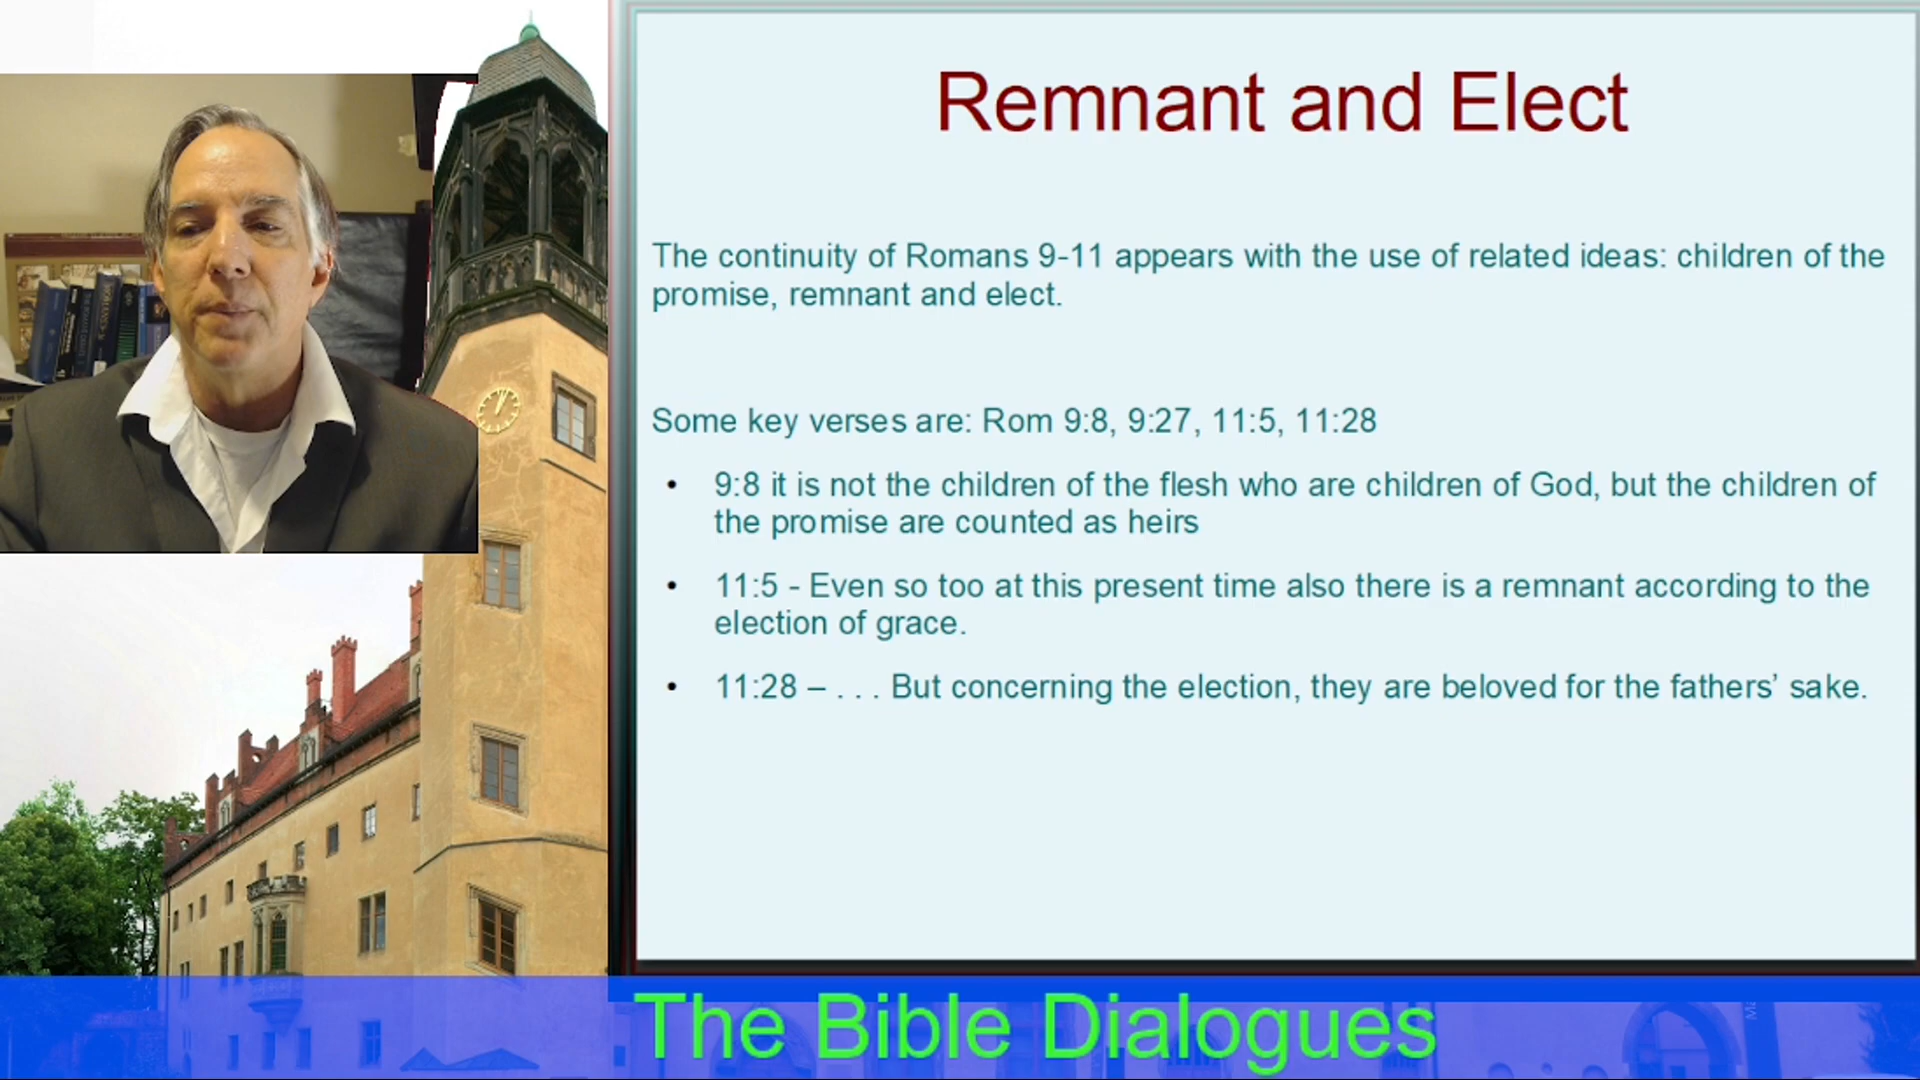 Remnant and Elect
The continuity of Romans 9-11 appears with the use of related ideas: children of the
promise, remnant and elect.
Some key verses are: Rom 9:8, 9:27, 11:5, 11:28
• 9:8 it is not the children of the flesh who are children of God, but the children of
the promise are counted as heirs
• 11:5 - Even so too at this present time also there is a remnant according to the
election of grace.
• 11:28 – . . . But concerning the election, they are beloved for the fathers’ sake.
The Bible Dialogues